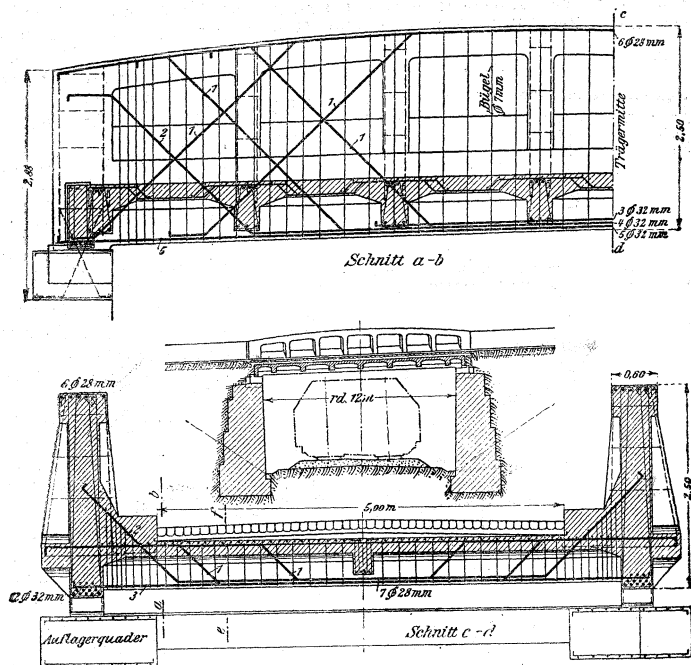 c
6 ϕ 28 mm
Bügel
ϕ 7 mm
Trägermitte
2,50
2,88
1
1
1
1
2
3 ϕ 32 mm
4 ϕ 32 mm
5 ϕ 32 mm
d
5
Schnitt a-b
6 ϕ 28 mm
rd. 12 m
0,60
b
f
5,00 m
2,50
1
1
12 ϕ 32 mm
3
7 ϕ 28 mm
a
e
Auflagerquader
Schnitt c-d